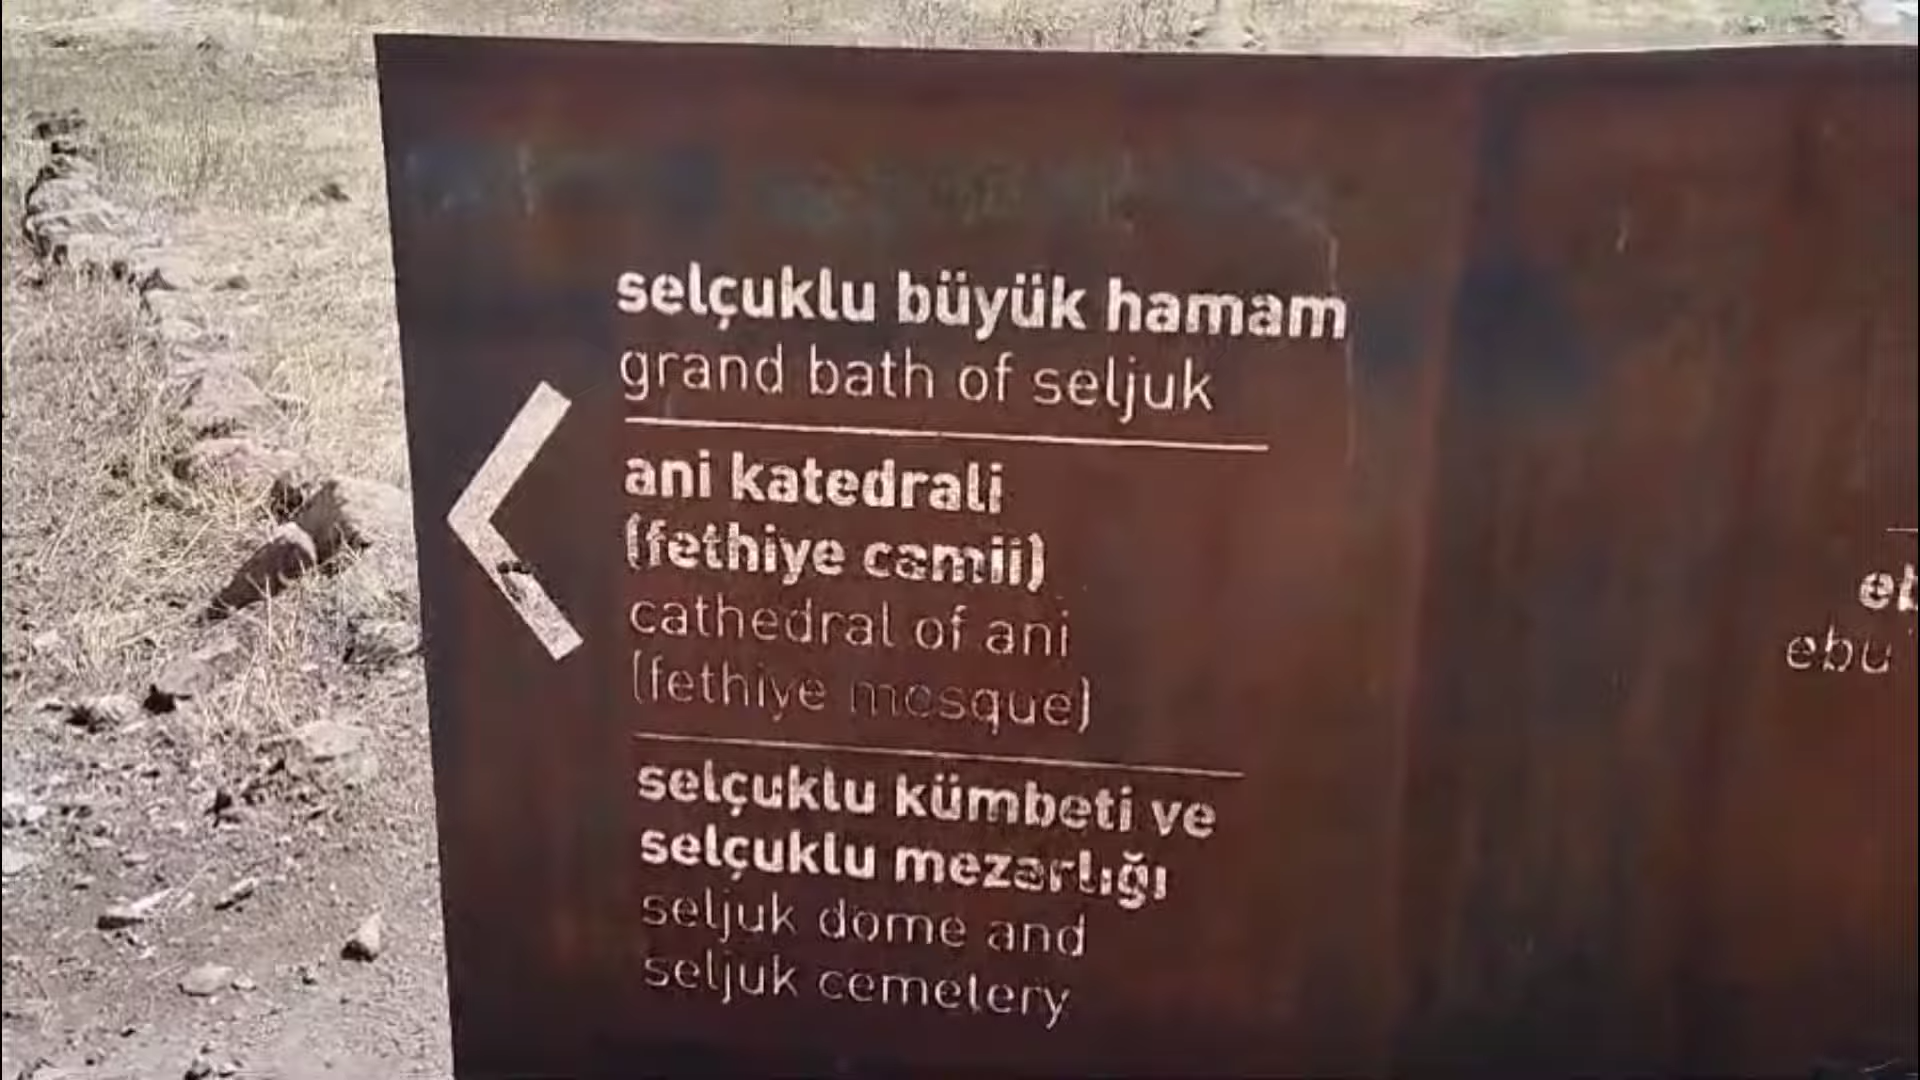 selçuklu büyük hamam
grand bath of seljuk
ani katedrali
(fethiye camii)
cathedral of ani
(fethiye mosque)
selçuklu kümbeti ve
selçuklu mezarlığı
seljuk dome and
seljuk cemetery
ebu